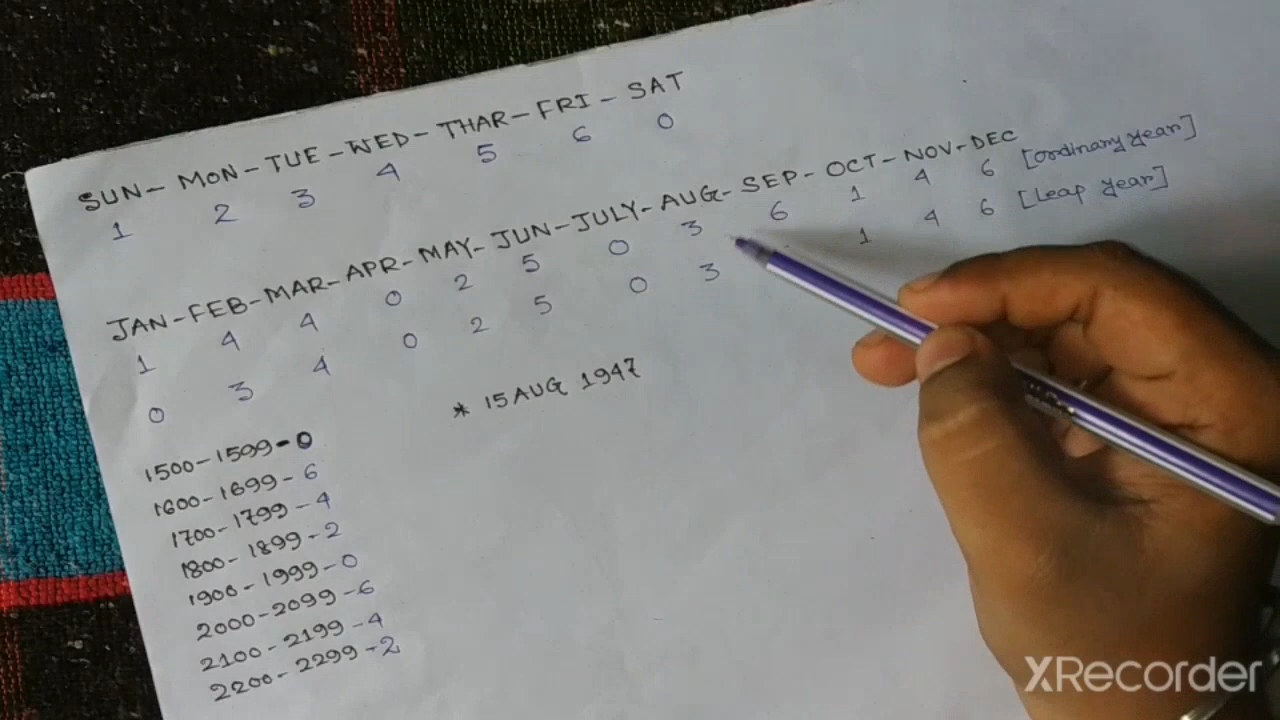 SUN - MON - TUE - WED - THAR - FRI - SAT
1 2 3 4 5 6 0
JAN - FEB - MAR - APR - MAY - JUN - JULY - AUG - SEP - OCT - NOV - DEC
1 4 4 0 2 5 0 3 6 1 4 6 [ordinary year]
0 3 4 0 2 5 0 3 1 4 6 [leap year]
* 15 AUG 1947
1500 - 1599 - 0
1600 - 1699 - 6
1700 - 1799 - 4
1800 - 1899 - 2
1900 - 1999 - 0
2000 - 2099 - 6
2100 - 2199 - 4
2200 - 2299 - 2
XRecorder